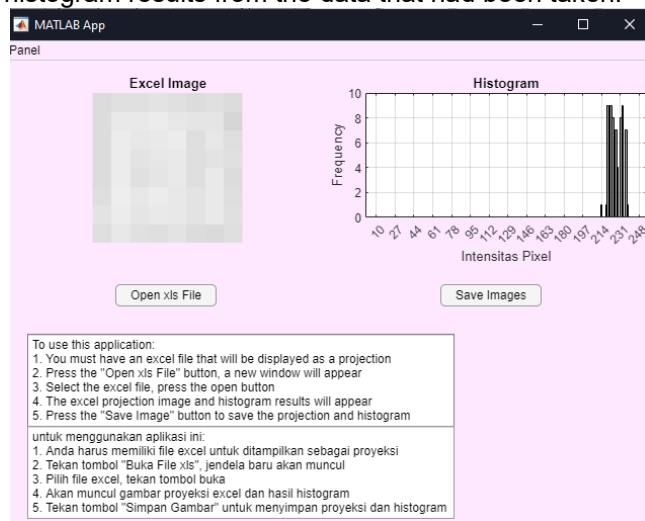 histogram results from the data that had been taken.
MATLAB App
Panel
Excel Image
Histogram
10
8
6
4
2
0
Frequency
10 27 44 61 78 95 112 129 146 163 180 197 214 231 248
Intensitas Pixel
Open xls File
Save Images
To use this application:
1. You must have an excel file that will be displayed as a projection
2. Press the "Open xls File" button, a new window will appear
3. Select the excel file, press the open button
4. The excel projection image and histogram results will appear
5. Press the "Save Image" button to save the projection and histogram
untuk menggunakan aplikasi ini:
1. Anda harus memiliki file excel untuk ditampilkan sebagai proyeksi
2. Tekan tombol "Buka File xls", jendela baru akan muncul
3. Pilih file excel, tekan tombol buka
4. Akan muncul gambar proyeksi excel dan hasil histogram
5. Tekan tombol "Simpan Gambar" untuk menyimpan proyeksi dan histogram